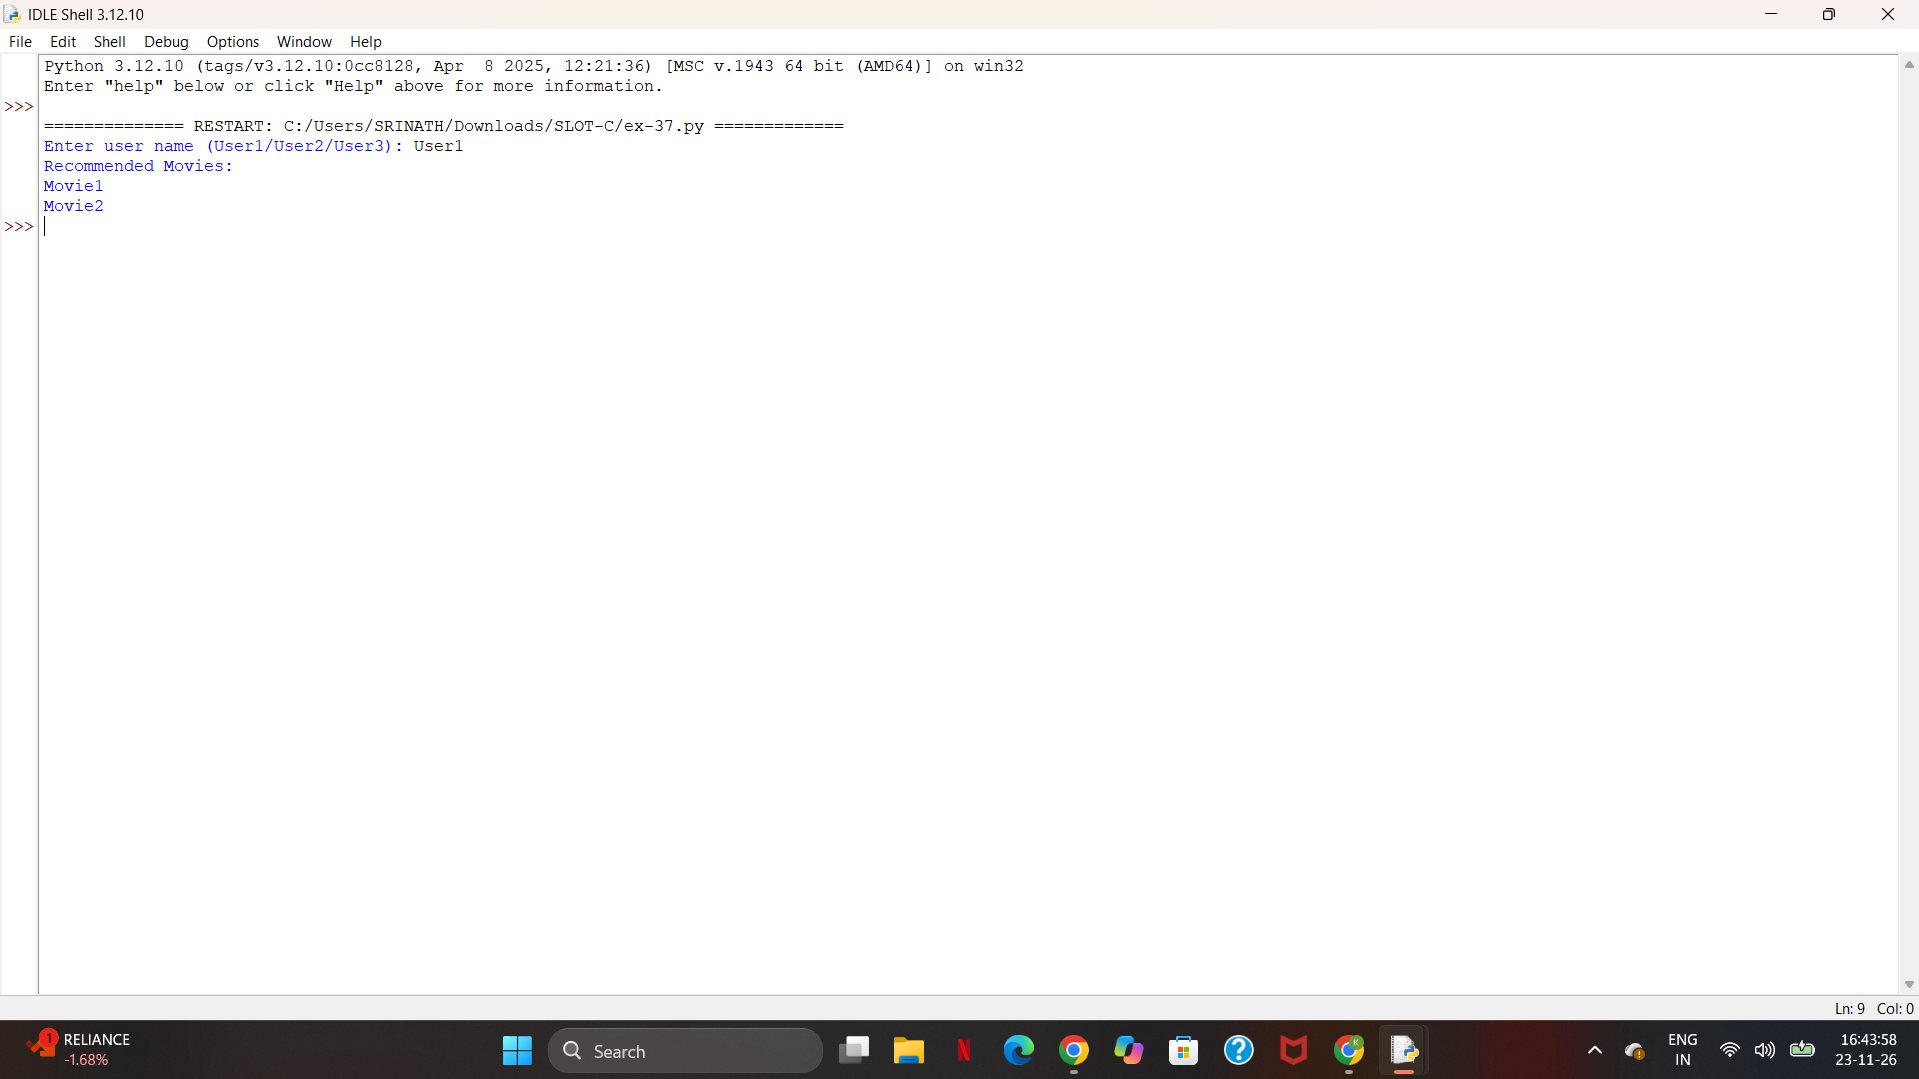 IDLE Shell 3.12.10
File Edit Shell Debug Options Window Help
Python 3.12.10 (tags/v3.12.10:0cc8128, Apr  8 2025, 12:21:36) [MSC v.1943 64 bit (AMD64)] on win32
Enter "help" below or click "Help" above for more information.
>>>
============== RESTART: C:/Users/SRINATH/Downloads/SLOT-C/ex-37.py =============
Enter user name (User1/User2/User3): User1
Recommended Movies:
Movie1
Movie2
>>>
Ln: 9 Col: 0
1
RELIANCE
-1.68%
Search
N
K
ENG
IN
16:43:58
23-11-26